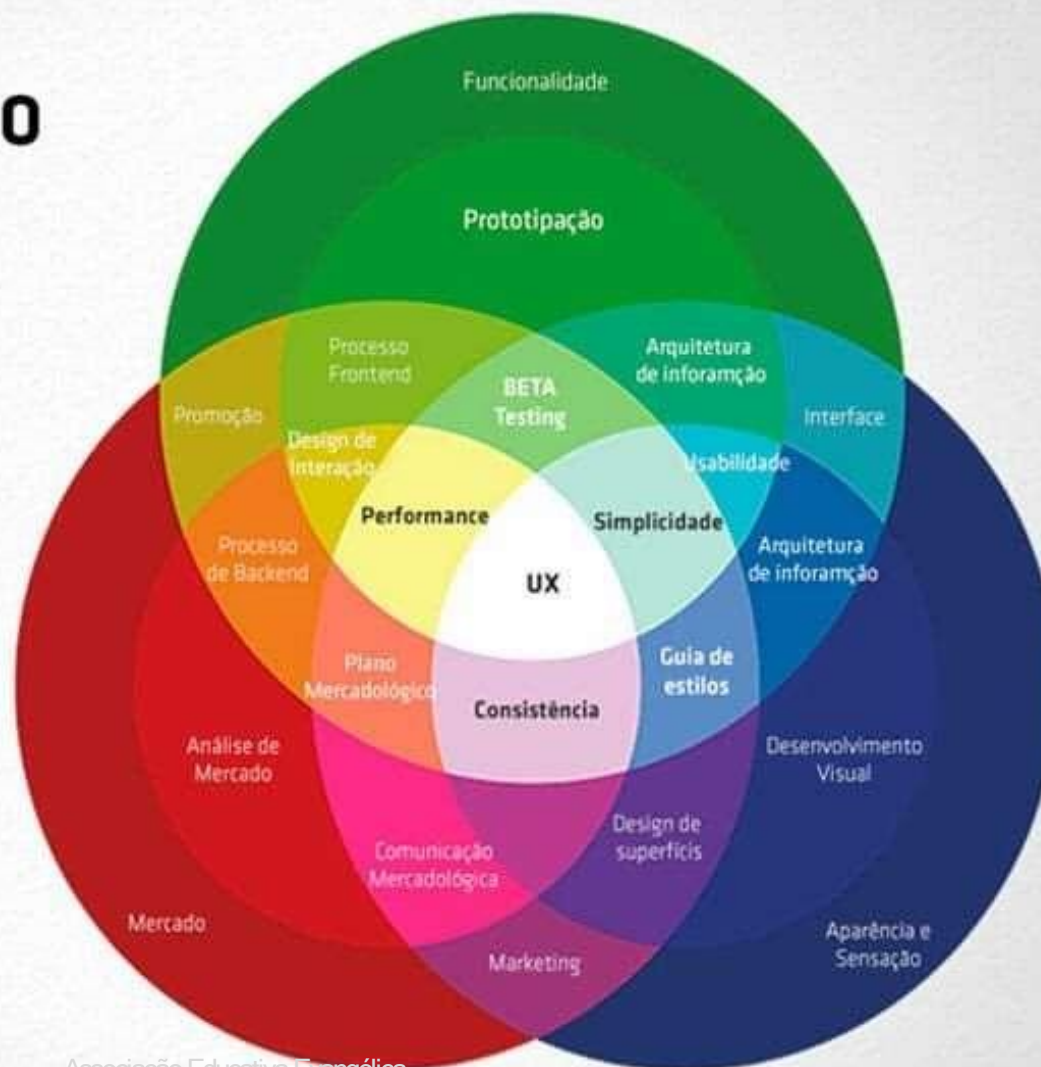 o
Funcionalidade
Prototipação
Processo
Frontend
BETA
Testing
Arquitetura
de inforamção
Promoção
Interface
Design de
Interação
Usabilidade
Performance
Simplicidade
Processo
de Backend
Arquitetura
de inforamção
UX
Plano
Mercadológico
Guia de
estilos
Consistência
Análise de
Mercado
Desenvolvimento
Visual
Design de
superfícis
Comunicação
Mercadológica
Mercado
Aparência e
Sensação
Marketing
Associação Educativa Evangélica